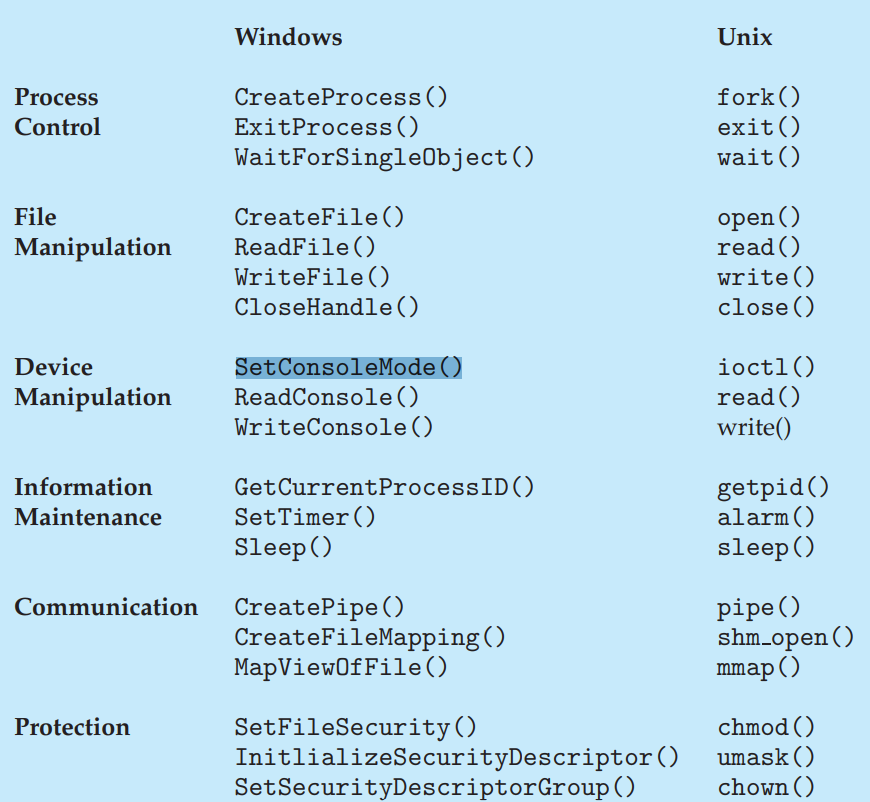 Windows Unix
Process CreateProcess() fork()
Control ExitProcess() exit()
WaitForSingleObject() wait()
File CreateFile() open()
Manipulation ReadFile() read()
WriteFile() write()
CloseHandle() close()
Device SetConsoleMode() ioctl()
Manipulation ReadConsole() read()
WriteConsole() write()
Information GetCurrentProcessID() getpid()
Maintenance SetTimer() alarm()
Sleep() sleep()
Communication CreatePipe() pipe()
CreateFileMapping() shm_open()
MapViewOfFile() mmap()
Protection SetFileSecurity() chmod()
InitlializeSecurityDescriptor() umask()
SetSecurityDescriptorGroup() chown()